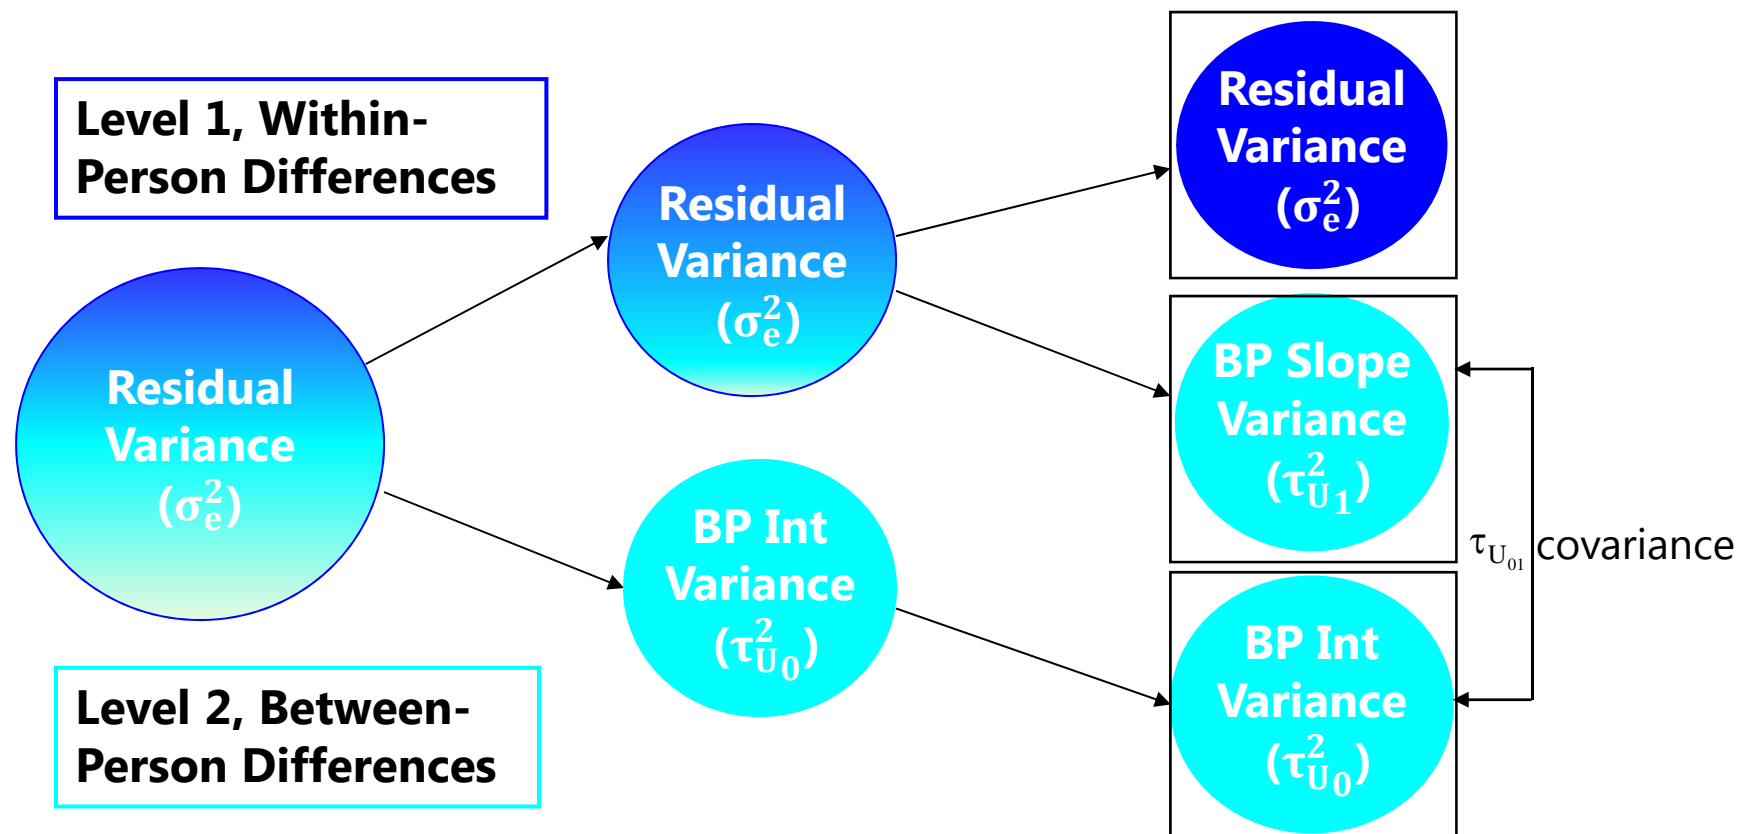 Level 1, Within-
Person Differences
Residual
Variance
(σ²ₑ)
Residual
Variance
(σ²ₑ)
BP Int
Variance
(τ²U₀)
Residual
Variance
(σ²ₑ)
BP Slope
Variance
(τ²U₁)
BP Int
Variance
(τ²U₀)
τU₀₁ covariance
Level 2, Between-
Person Differences